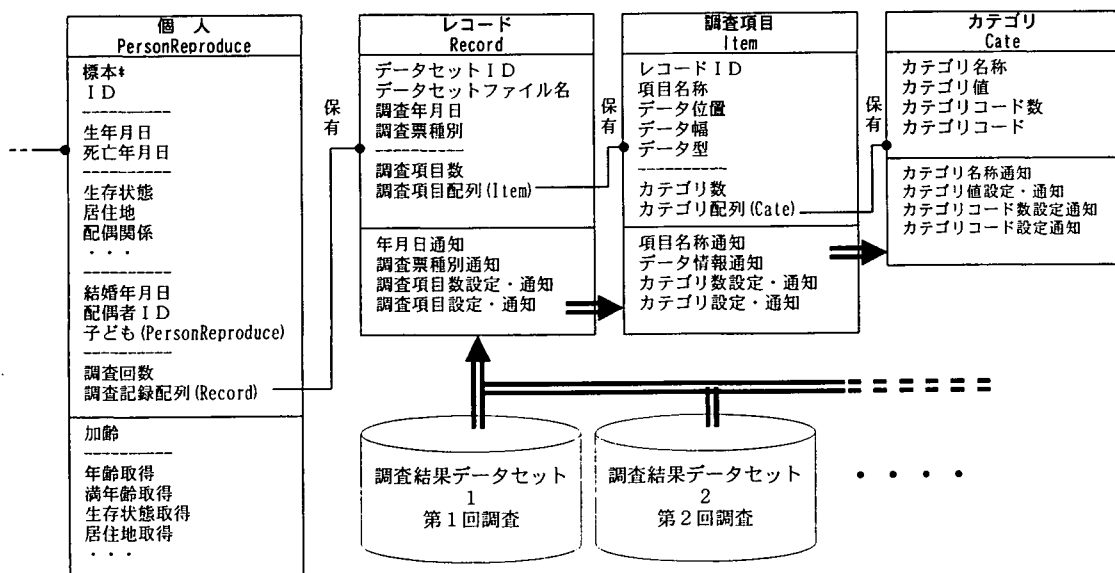 個 人
PersonReproduce
標本*
ID
----------
生年月日
死亡年月日
----------
生存状態
居住地
配偶関係
・・・
----------
結婚年月日
配偶者ID
子ども(PersonReproduce)
----------
調査回数
調査記録配列(Record)
加齢
----------
年齢取得
満年齢取得
生存状態取得
居住地取得
・・・
保有
レコード
Record
データセットID
データセットファイル名
調査年月日
調査票種別
----------
調査項目数
調査項目配列(Item)
年月日通知
調査票種別通知
調査項目数設定・通知
調査項目設定・通知
保有
調査項目
Item
レコードID
項目名称
データ位置
データ幅
データ型
----------
カテゴリ数
カテゴリ配列(Cate)
項目名称通知
データ情報通知
カテゴリ数設定・通知
カテゴリ設定・通知
保有
カテゴリ
Cate
カテゴリ名称
カテゴリ値
カテゴリコード数
カテゴリコード
カテゴリ名称通知
カテゴリ値設定・通知
カテゴリコード数設定通知
カテゴリコード設定通知
調査結果データセット
1
第1回調査
調査結果データセット
2
第2回調査
・・・・